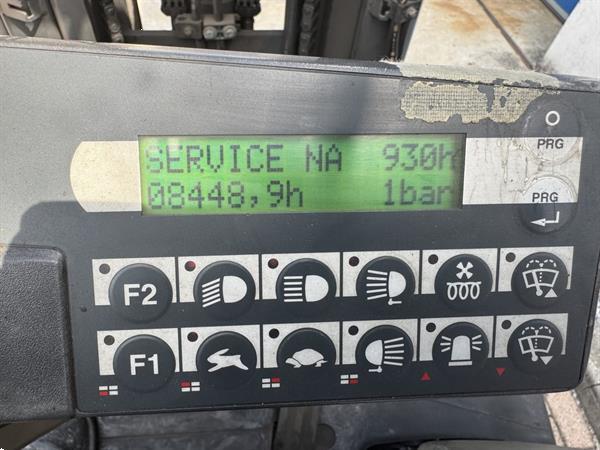 SERVICE NA 930h
08448,9h 1bar
PRG
PRG
F2
F1